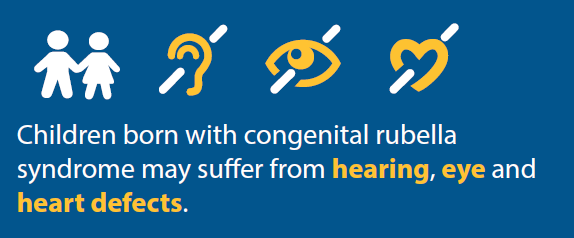 Children born with congenital rubella
syndrome may suffer from hearing, eye and
heart defects.